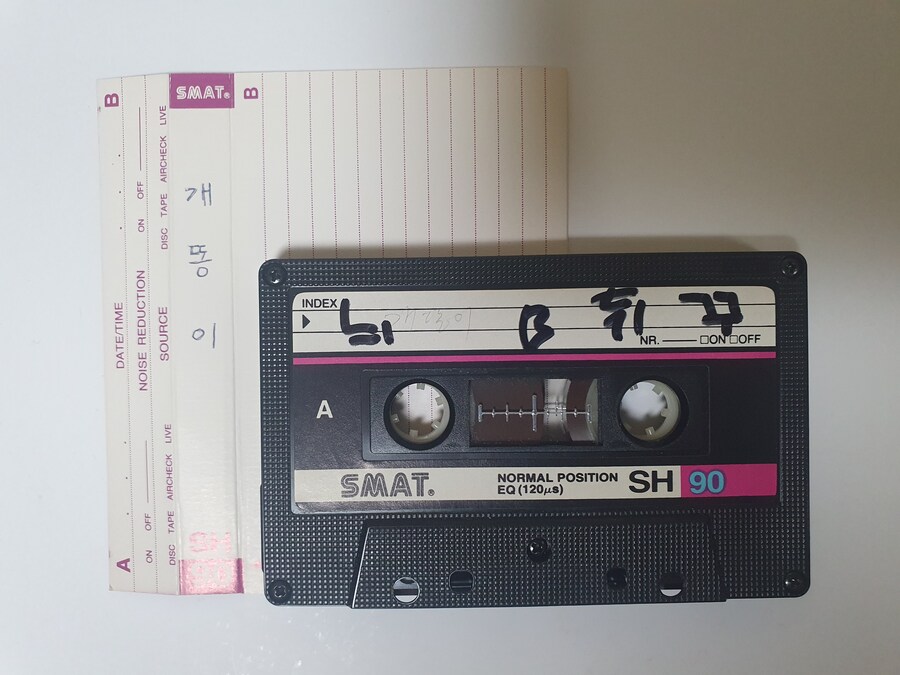 B
DATE/TIME
A
ON OFF NOISE REDUCTION ON OFF
DISC TAPE AIRCHECK LIVE SOURCE DISC TAPE AIRCHECK LIVE
SMAT®
개
똥
이
B
INDEX
B
NR. ☐ON ☐OFF
A
SMAT®
NORMAL POSITION
EQ (120μs)
SH 90